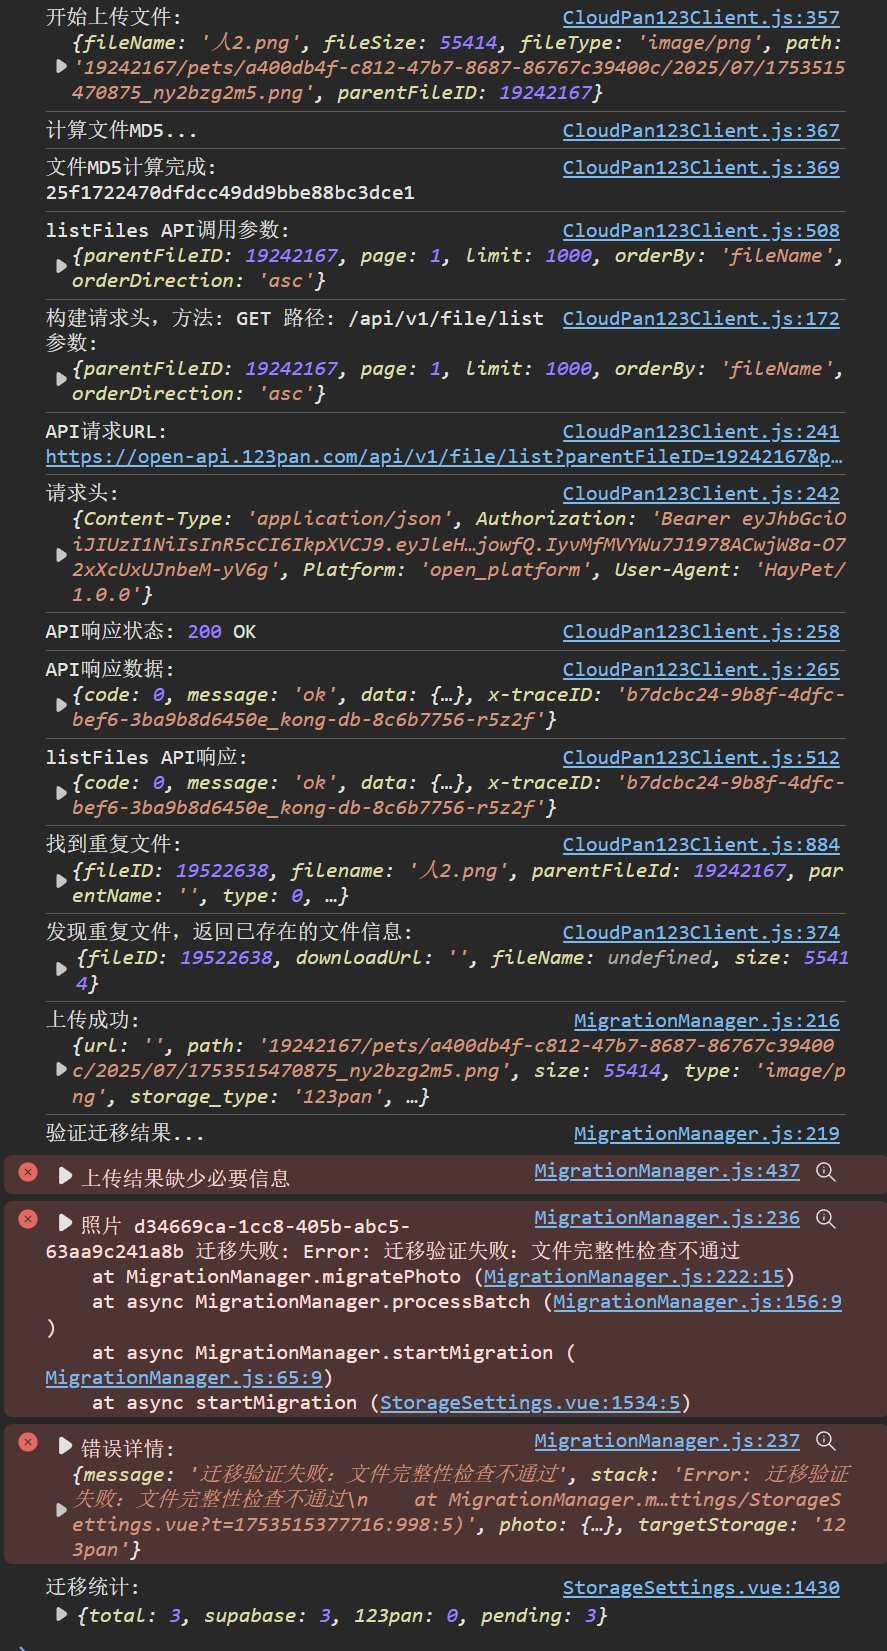 开始上传文件: CloudPan123Client.js:357
{fileName: '人2.png', fileSize: 55414, fileType: 'image/png', path:
'19242167/pets/a400db4f-c812-47b7-8687-86767c39400c/2025/07/1753515
470875_ny2bzg2m5.png', parentFileID: 19242167}
计算文件MD5... CloudPan123Client.js:367
文件MD5计算完成: CloudPan123Client.js:369
25f1722470dfdcc49dd9bbe88bc3dce1
listFiles API调用参数: CloudPan123Client.js:508
{parentFileID: 19242167, page: 1, limit: 1000, orderBy: 'fileName',
orderDirection: 'asc'}
构建请求头，方法: GET 路径: /api/v1/file/list CloudPan123Client.js:172
参数:
{parentFileID: 19242167, page: 1, limit: 1000, orderBy: 'fileName',
orderDirection: 'asc'}
API请求URL: CloudPan123Client.js:241
https://open-api.123pan.com/api/v1/file/list?parentFileID=19242167&p…
请求头: CloudPan123Client.js:242
{Content-Type: 'application/json', Authorization: 'Bearer eyJhbGciO
iJIUzI1NiIsInR5cCI6IkpXVCJ9.eyJleH…jowfQ.IyvMfMVYWu7J1978ACwjW8a-O7
2xXcUxUJnbeM-yV6g', Platform: 'open_platform', User-Agent: 'HayPet/
1.0.0'}
API响应状态: 200 OK CloudPan123Client.js:258
API响应数据: CloudPan123Client.js:265
{code: 0, message: 'ok', data: {…}, x-traceID: 'b7dcbc24-9b8f-4dfc-
bef6-3ba9b8d6450e_kong-db-8c6b7756-r5z2f'}
listFiles API响应: CloudPan123Client.js:512
{code: 0, message: 'ok', data: {…}, x-traceID: 'b7dcbc24-9b8f-4dfc-
bef6-3ba9b8d6450e_kong-db-8c6b7756-r5z2f'}
找到重复文件: CloudPan123Client.js:884
{fileID: 19522638, filename: '人2.png', parentFileId: 19242167, par
entName: '', type: 0, …}
发现重复文件，返回已存在的文件信息: CloudPan123Client.js:374
{fileID: 19522638, downloadUrl: '', fileName: undefined, size: 5541
4}
上传成功: MigrationManager.js:216
{url: '', path: '19242167/pets/a400db4f-c812-47b7-8687-86767c39400
c/2025/07/1753515470875_ny2bzg2m5.png', size: 55414, type: 'image/p
ng', storage_type: '123pan', …}
验证迁移结果... MigrationManager.js:219
上传结果缺少必要信息 MigrationManager.js:437
照片 d34669ca-1cc8-405b-abc5- MigrationManager.js:236
63aa9c241a8b 迁移失败: Error: 迁移验证失败：文件完整性检查不通过
at MigrationManager.migratePhoto (MigrationManager.js:222:15)
at async MigrationManager.processBatch (MigrationManager.js:156:9
)
at async MigrationManager.startMigration (
MigrationManager.js:65:9)
at async startMigration (StorageSettings.vue:1534:5)
错误详情: MigrationManager.js:237
{message: '迁移验证失败：文件完整性检查不通过', stack: 'Error: 迁移验证
失败：文件完整性检查不通过\n    at MigrationManager.m…ttings/StorageS
ettings.vue?t=1753515377716:998:5)', photo: {…}, targetStorage: '12
3pan'}
迁移统计: StorageSettings.vue:1430
{total: 3, supabase: 3, 123pan: 0, pending: 3}